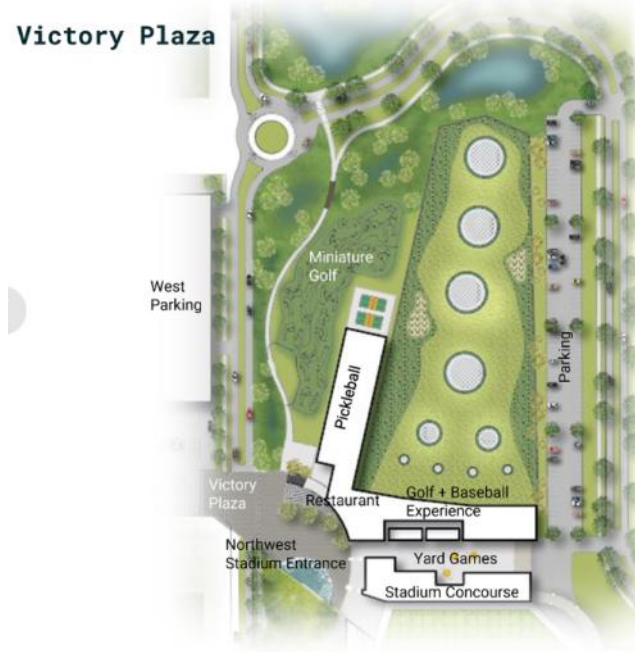 Victory Plaza
Miniature
Golf
West
Parking
Parking
Pickleball
Victory
Plaza
Restaurant
Golf + Baseball
Experience
Northwest
Stadium Entrance
Yard Games
Stadium Concourse